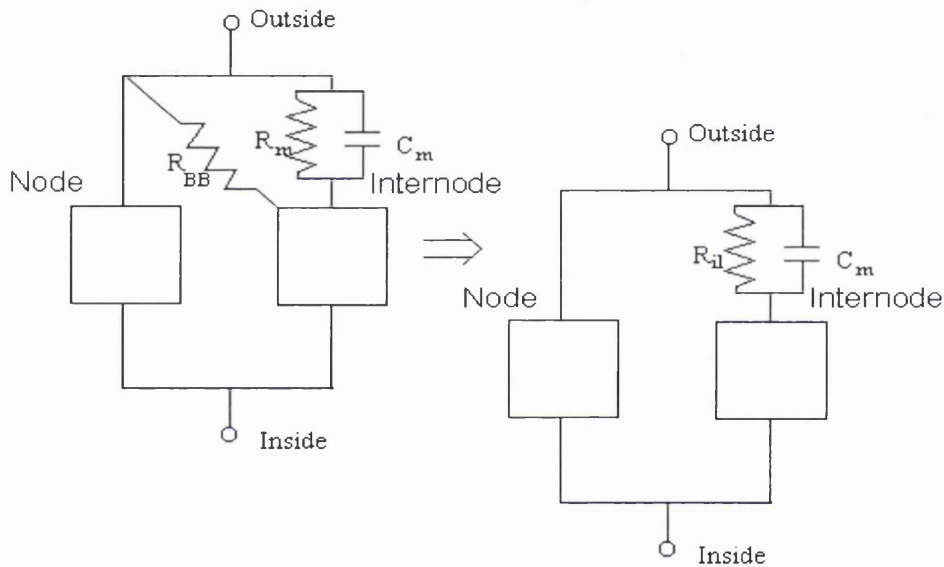 Outside
R_m
C_m
R_BB
Node
Internode
Inside
Outside
R_il
C_m
Node
Internode
Inside